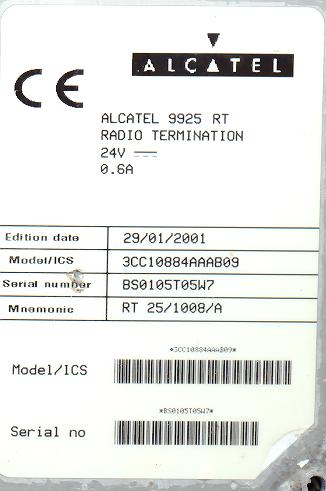 ALCATEL
CE
ALCATEL 9925 RT
RADIO TERMINATION
24V
0.6A
Edition date 29/01/2001
Model/ICS 3CC10884AAAB09
Serial number BS0105T05W7
Mnemonic RT 25/1008/A
*3CC10884AAAB09*
Model/ICS
*BS0105T05W7*
Serial no